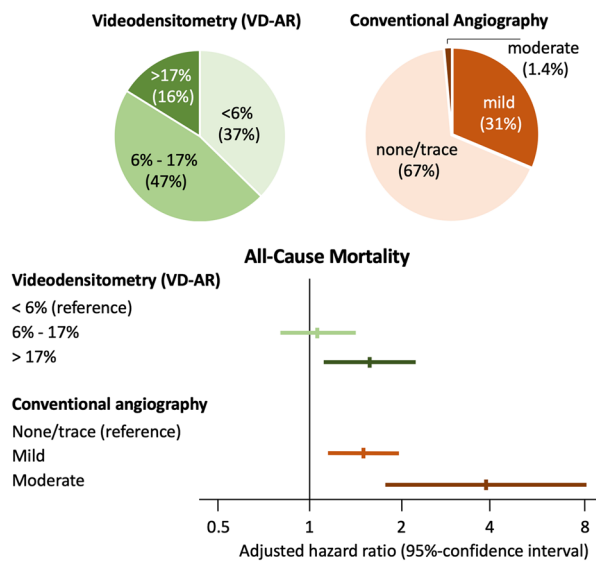 Videodensitometry (VD-AR)
>17%
(16%)
<6%
(37%)
6% - 17%
(47%)
Conventional Angiography
moderate
(1.4%)
mild
(31%)
none/trace
(67%)
All-Cause Mortality
Videodensitometry (VD-AR)
< 6% (reference)
6% - 17%
> 17%
Conventional angiography
None/trace (reference)
Mild
Moderate
0.5 1 2 4 8
Adjusted hazard ratio (95%-confidence interval)